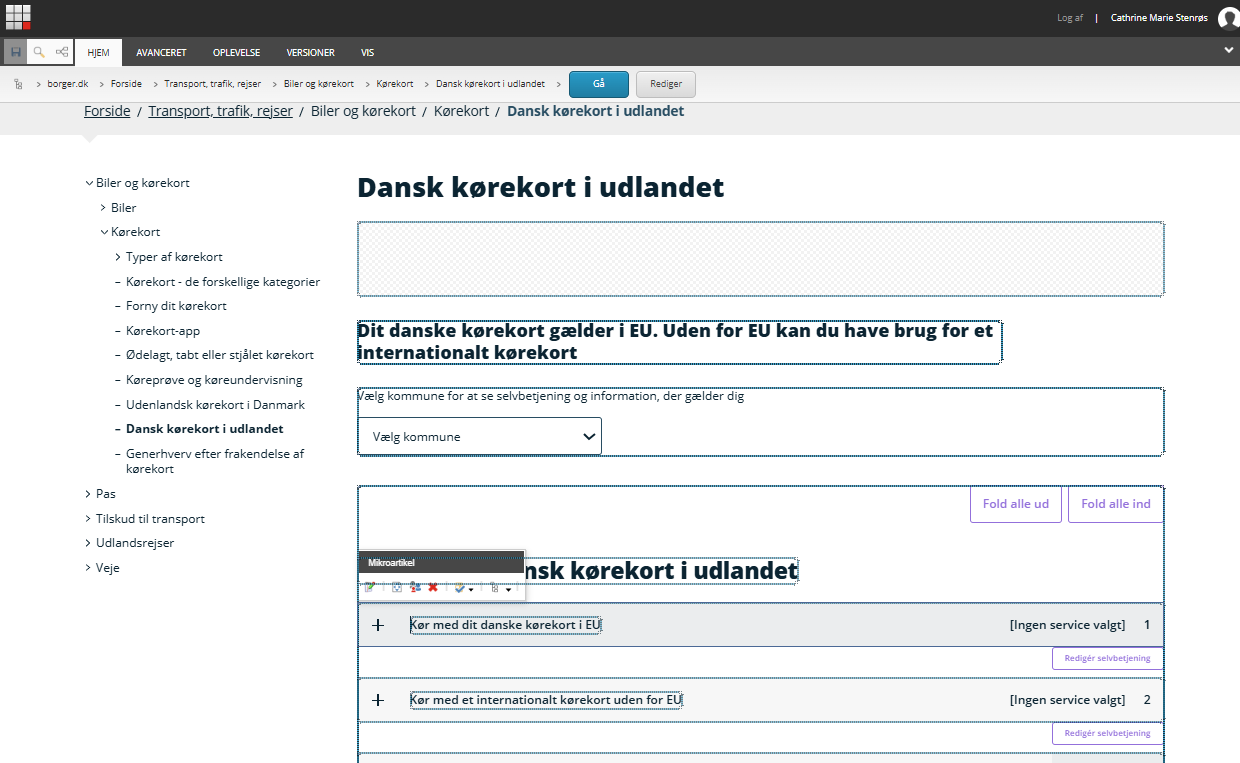 Log af | Cathrine Marie Stenrøs
HJEM AVANCERET OPLEVELSE VERSIONER VIS
borger.dk Forside Transport, trafik, rejser Biler og kørekort Kørekort Dansk kørekort i udlandet Gå Rediger
Forside / Transport, trafik, rejser / Biler og kørekort / Kørekort / Dansk kørekort i udlandet
Biler og kørekort
Biler
Kørekort
Typer af kørekort
– Kørekort - de forskellige kategorier
– Forny dit kørekort
– Kørekort-app
– Ødelagt, tabt eller stjålet kørekort
– Køreprøve og køreundervisning
– Udenlandsk kørekort i Danmark
– Dansk kørekort i udlandet
– Generhverv efter frakendelse af
kørekort
Pas
Tilskud til transport
Udlandsrejser
Veje
Dansk kørekort i udlandet
Dit danske kørekort gælder i EU. Uden for EU kan du have brug for et
internationalt kørekort
Vælg kommune for at se selvbetjening og information, der gælder dig
Vælg kommune
Fold alle ud Fold alle ind
Mikroartikel
nsk kørekort i udlandet
Kør med dit danske kørekort i EU [Ingen service valgt] 1
Redigér selvbetjening
Kør med et internationalt kørekort uden for EU [Ingen service valgt] 2
Redigér selvbetjening